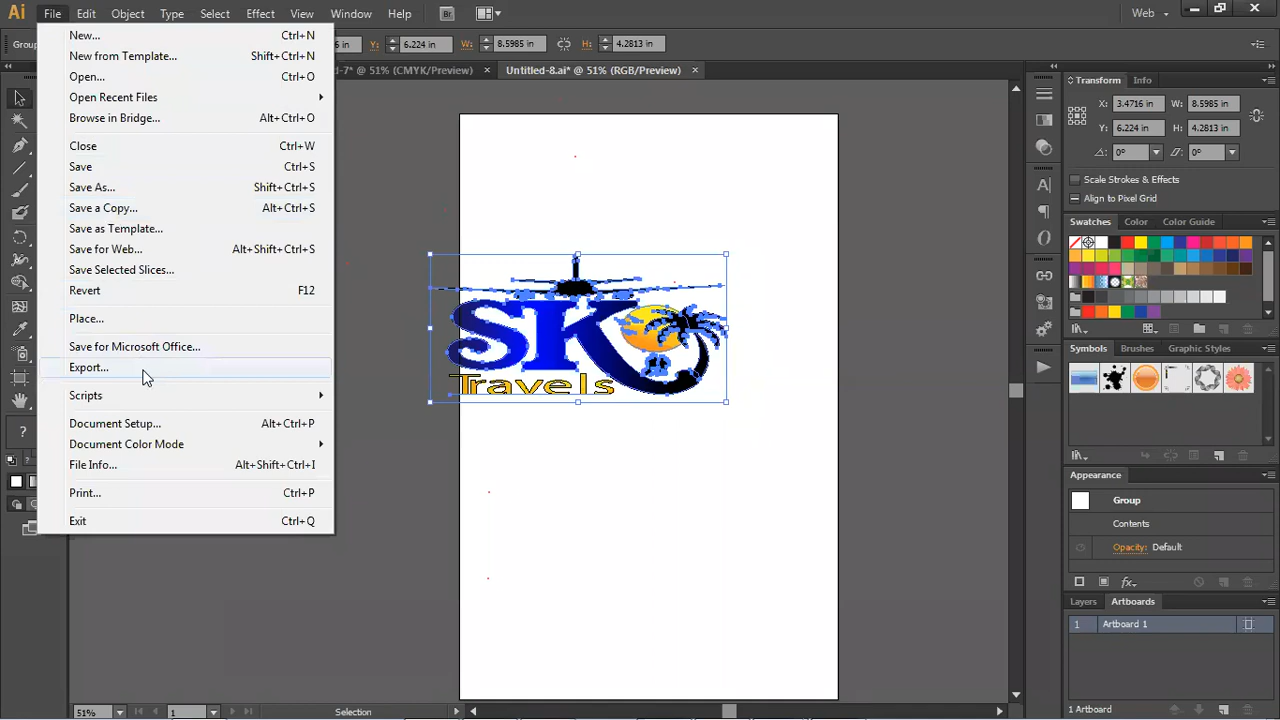 Ai File Edit Object Type Select Effect View Window Help Br Web
Group in Y: 6.224 in W: 8.5985 in H: 4.2813 in
-7* @ 51% (CMYK/Preview) × Untitled-8.ai* @ 51% (RGB/Preview) ×
New... Ctrl+N
New from Template... Shift+Ctrl+N
Open... Ctrl+O
Open Recent Files
Browse in Bridge... Alt+Ctrl+O
Close Ctrl+W
Save Ctrl+S
Save As... Shift+Ctrl+S
Save a Copy... Alt+Ctrl+S
Save as Template...
Save for Web... Alt+Shift+Ctrl+S
Save Selected Slices...
Revert F12
Place...
Save for Microsoft Office...
Export...
Scripts
Document Setup... Alt+Ctrl+P
Document Color Mode
File Info... Alt+Shift+Ctrl+I
Print... Ctrl+P
Exit Ctrl+Q
SK
Travels
Transform Info
X: 3.4716 in W: 8.5985 in
Y: 6.224 in H: 4.2813 in
0° 0°
Scale Strokes & Effects
Align to Pixel Grid
Swatches Color Color Guide
Symbols Brushes Graphic Styles
Appearance
Group
Contents
Opacity: Default
Layers Artboards
1 Artboard 1
1 Artboard
51% 1 Selection